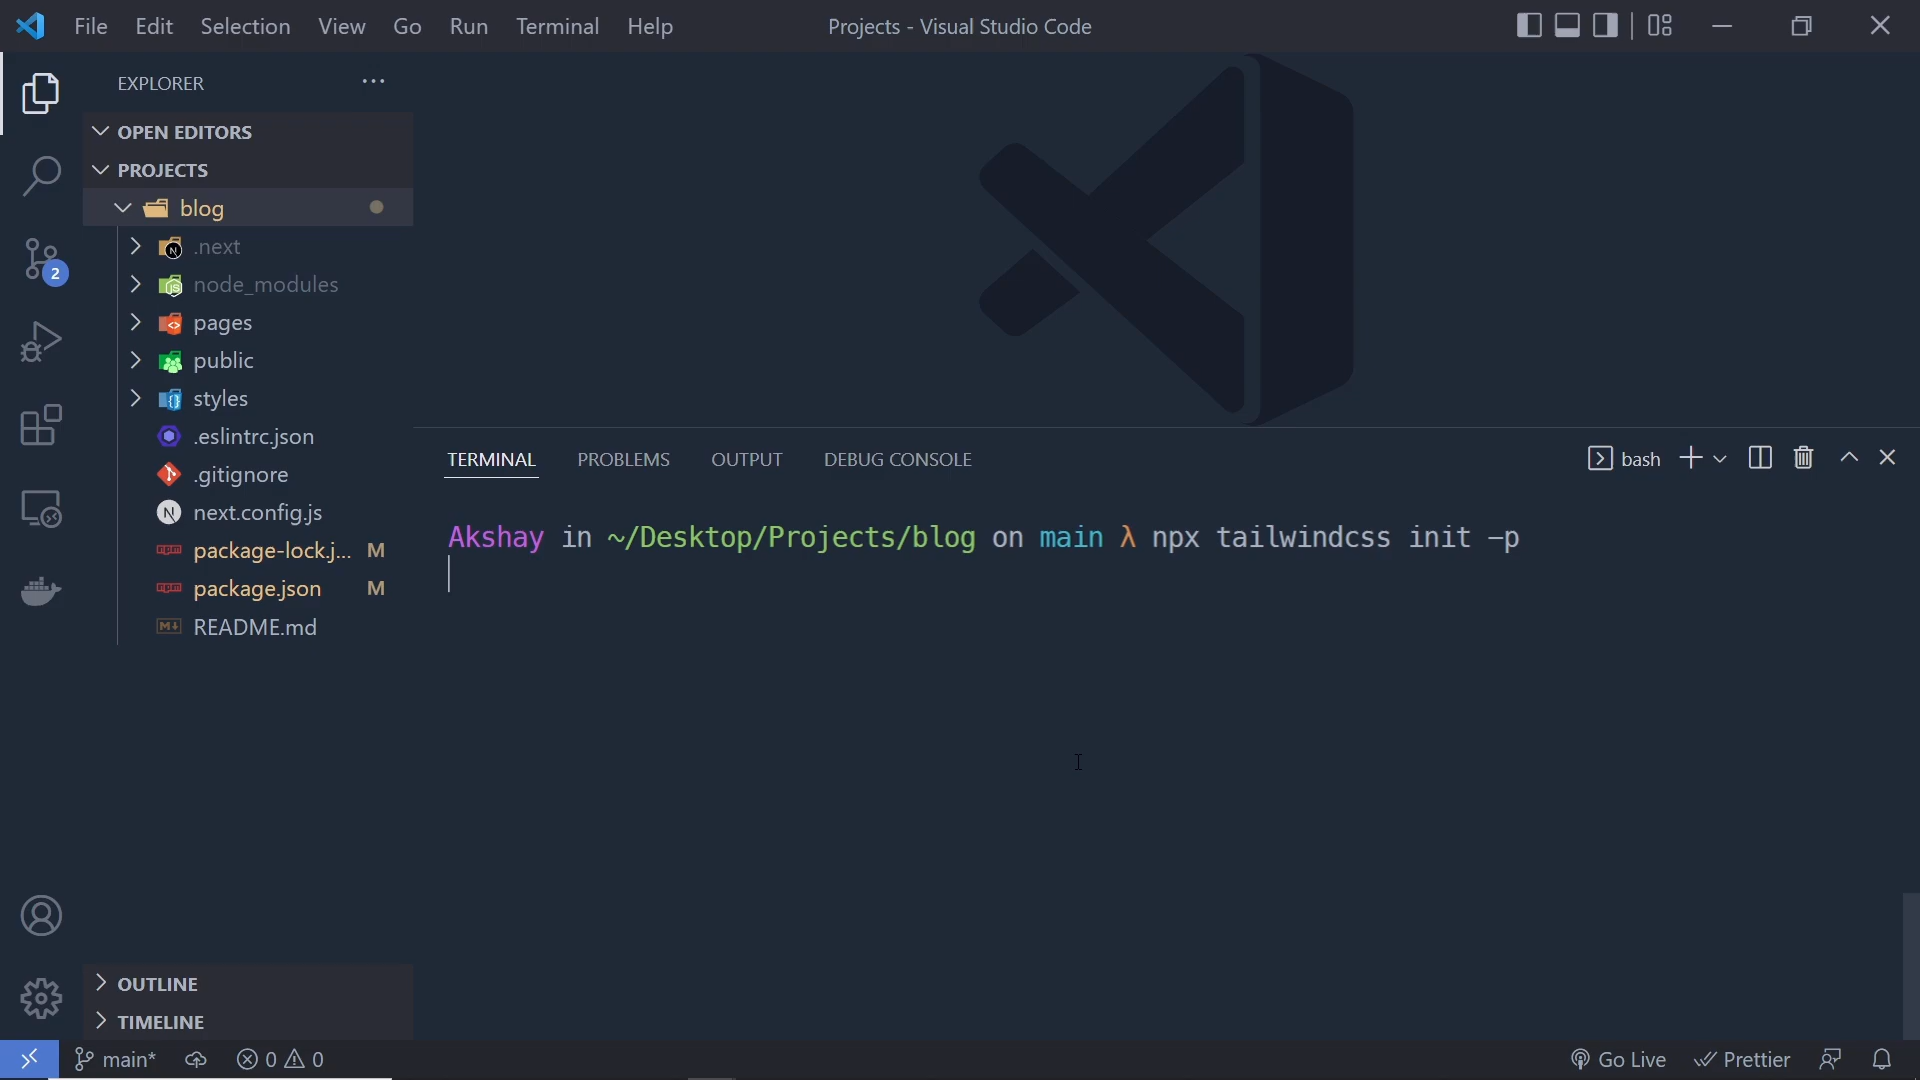 File Edit Selection View Go Run Terminal Help Projects - Visual Studio Code
EXPLORER
OPEN EDITORS
PROJECTS
blog
.next
node_modules
pages
public
styles
.eslintrc.json
.gitignore
next.config.js
package-lock.j... M
package.json M
README.md
OUTLINE
TIMELINE
2
TERMINAL PROBLEMS OUTPUT DEBUG CONSOLE bash
Akshay in ~/Desktop/Projects/blog on main λ npx tailwindcss init -p
main* 0 0 Go Live Prettier